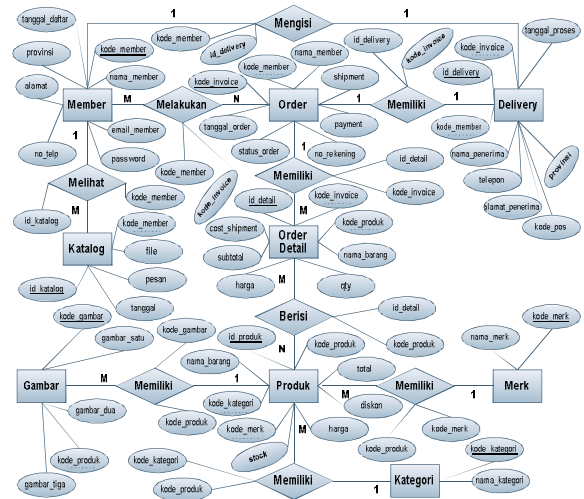 1
1
Mengisi
tanggal_daftar
kode_member
id_delivery
id_delivery
kode_invoice
tanggal_proses
provinsi
kode_member
nama_member
kode_invoice
alamat
nama_member
kode_member
shipment
id_delivery
kode_invoice
Member
M
Melakukan
N
Order
1
Memiliki
1
Delivery
1
email_member
tanggal_order
payment
kode_member
no_telp
password
status_order
1
no_rekening
nama_penerima
provinsi
Melihat
kode_member
Memiliki
id_detail
telepon
id_katalog
M
kode_member
kode_invoice
id_detail
M
kode_invoice
kode_invoice
alamat_penerima
kode_member
cost_shipment
kode_produk
kode_pos
Katalog
file
Order
Detail
subtotal
nama_barang
pesan
harga
M
qty
id_katalog
tanggal
kode_gambar
kode_gambar
Berisi
id_detail
kode_merk
gambar_satu
id_produk
N
kode_produk
kode_produk
nama_merk
nama_barang
total
Gambar
M
Memiliki
1
Produk
M
Memiliki
1
Merk
gambar_dua
kode_kategori
diskon
kode_produk
kode_merk
M
harga
kode_merk
kode_produk
kode_kategori
stock
kode_produk
kode_kategori
gambar_tiga
kode_produk
Memiliki
1
Kategori
nama_kategori